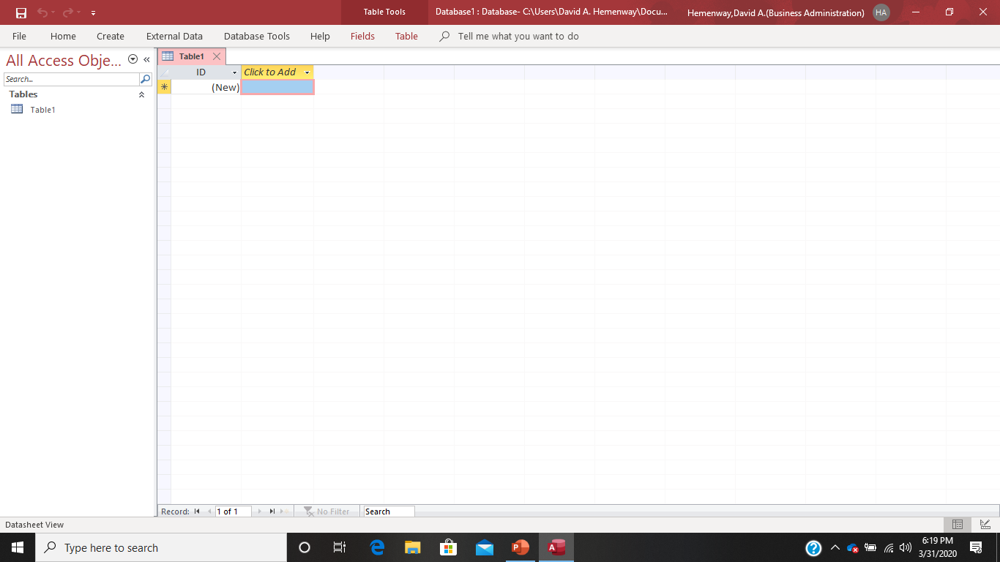 Table Tools
Database1 : Database- C:\Users\David A. Hemenway\Docu...
Hemenway,David A.(Business Administration)
HA
File Home Create External Data Database Tools Help Fields Table Tell me what you want to do
All Access Obje...
Search...
Tables
Table1
Table1
ID Click to Add
(New)
Record: 1 of 1 No Filter Search
Datasheet View
Type here to search
6:19 PM
3/31/2020